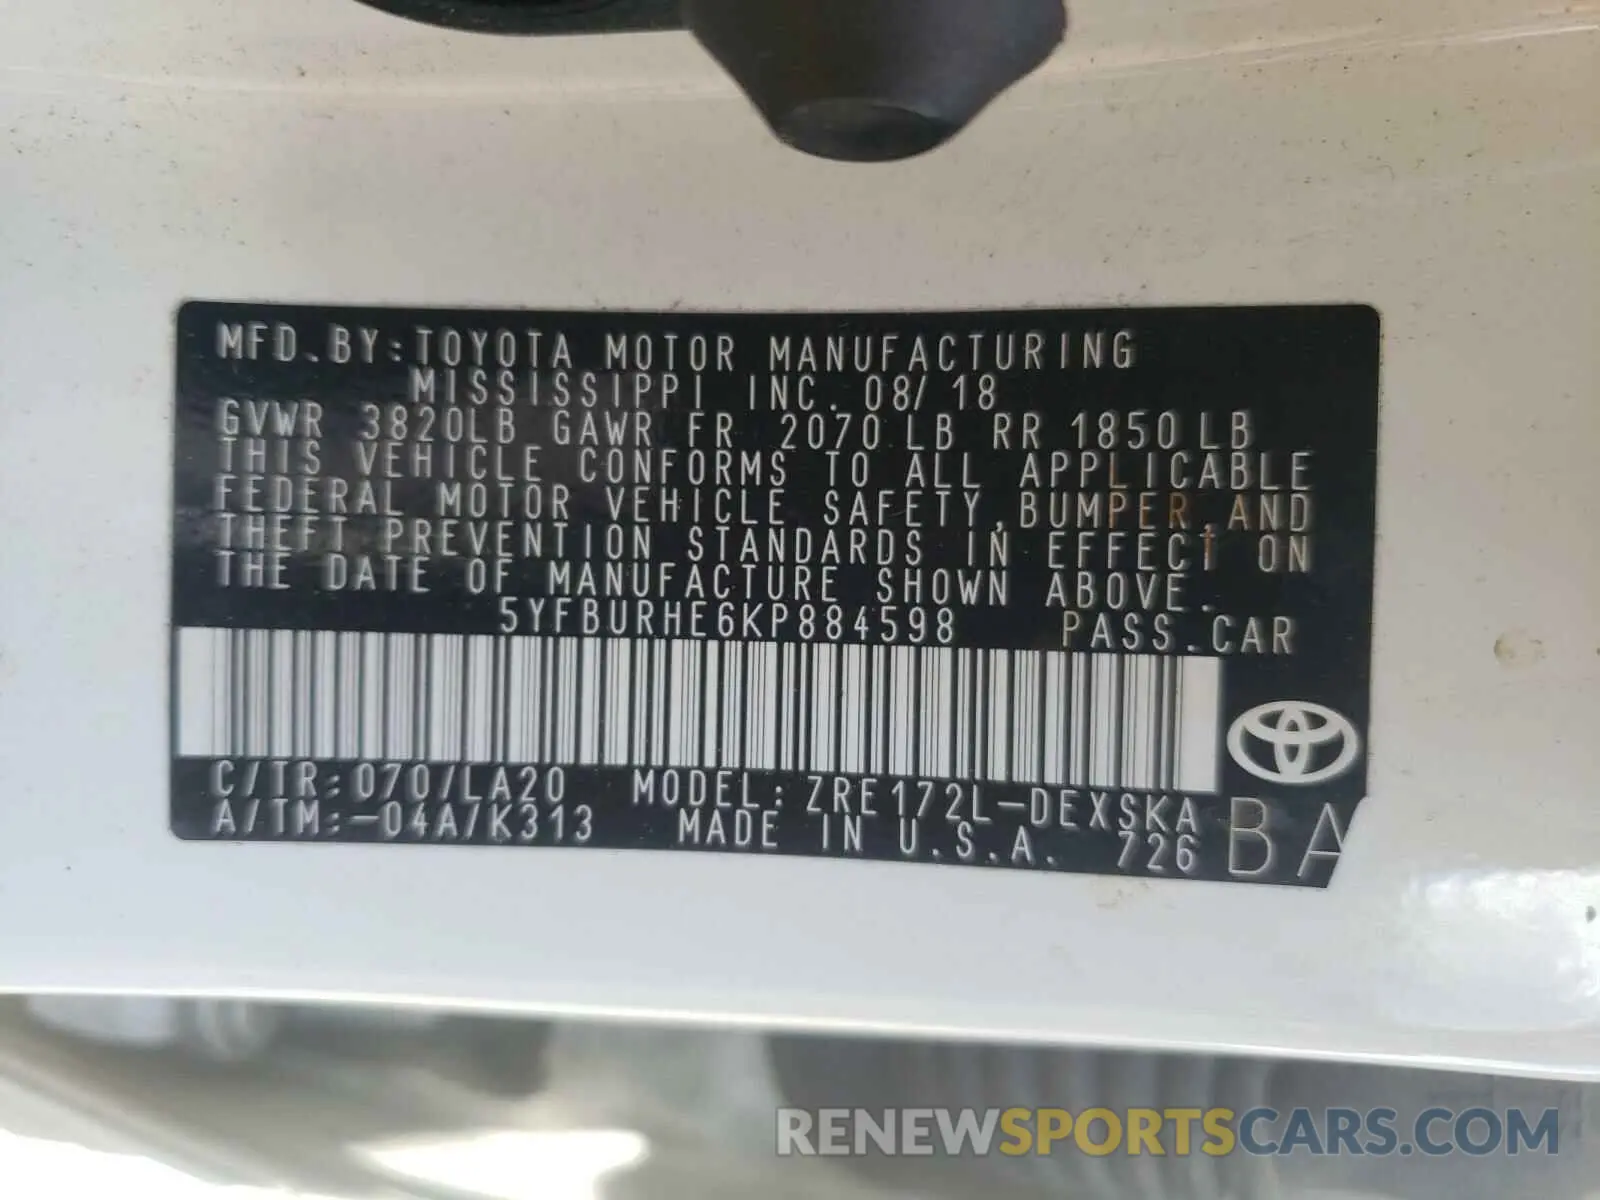 MFD.BY:TOYOTA MOTOR MANUFACTURING
MISSISSIPPI INC. 08/18
GVWR 3820LB GAWR FR 2070LB RR 1850LB
THIS VEHICLE CONFORMS TO ALL APPLICABLE
FEDERAL MOTOR VEHICLE SAFETY,BUMPER,AND
THEFT PREVENTION STANDARDS IN EFFECT ON
THE DATE OF MANUFACTURE SHOWN ABOVE.
5YFBURHE6KP884598 PASS.CAR
C/TR:070/LA20 MODEL:ZRE172L-DEXSKA
A/TM:-04A/K313 MADE IN U.S.A. 726
BA
RENEWSPORTSCARS.COM